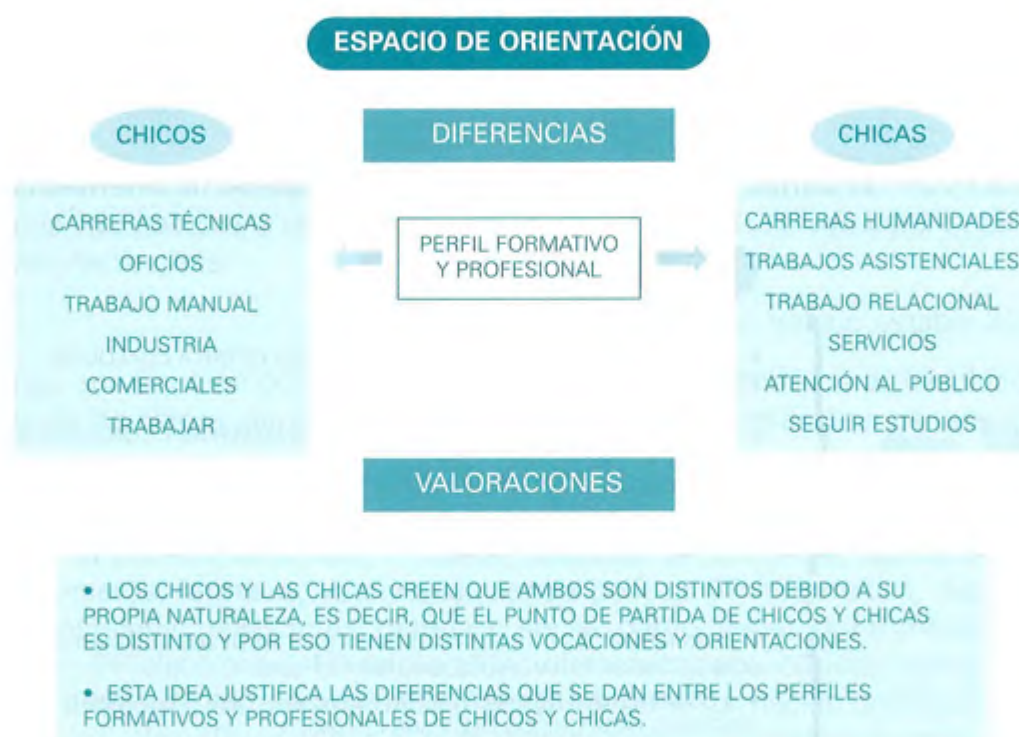 ESPACIO DE ORIENTACIÓN
CHICOS
DIFERENCIAS
CHICAS
CARRERAS TÉCNICAS
OFICIOS
TRABAJO MANUAL
INDUSTRIA
COMERCIALES
TRABAJAR
PERFIL FORMATIVO
Y PROFESIONAL
CARRERAS HUMANIDADES
TRABAJOS ASISTENCIALES
TRABAJO RELACIONAL
SERVICIOS
ATENCIÓN AL PÚBLICO
SEGUIR ESTUDIOS
VALORACIONES
• LOS CHICOS Y LAS CHICAS CREEN QUE AMBOS SON DISTINTOS DEBIDO A SU
PROPIA NATURALEZA, ES DECIR, QUE EL PUNTO DE PARTIDA DE CHICOS Y CHICAS
ES DISTINTO Y POR ESO TIENEN DISTINTAS VOCACIONES Y ORIENTACIONES.
• ESTA IDEA JUSTIFICA LAS DIFERENCIAS QUE SE DAN ENTRE LOS PERFILES
FORMATIVOS Y PROFESIONALES DE CHICOS Y CHICAS.